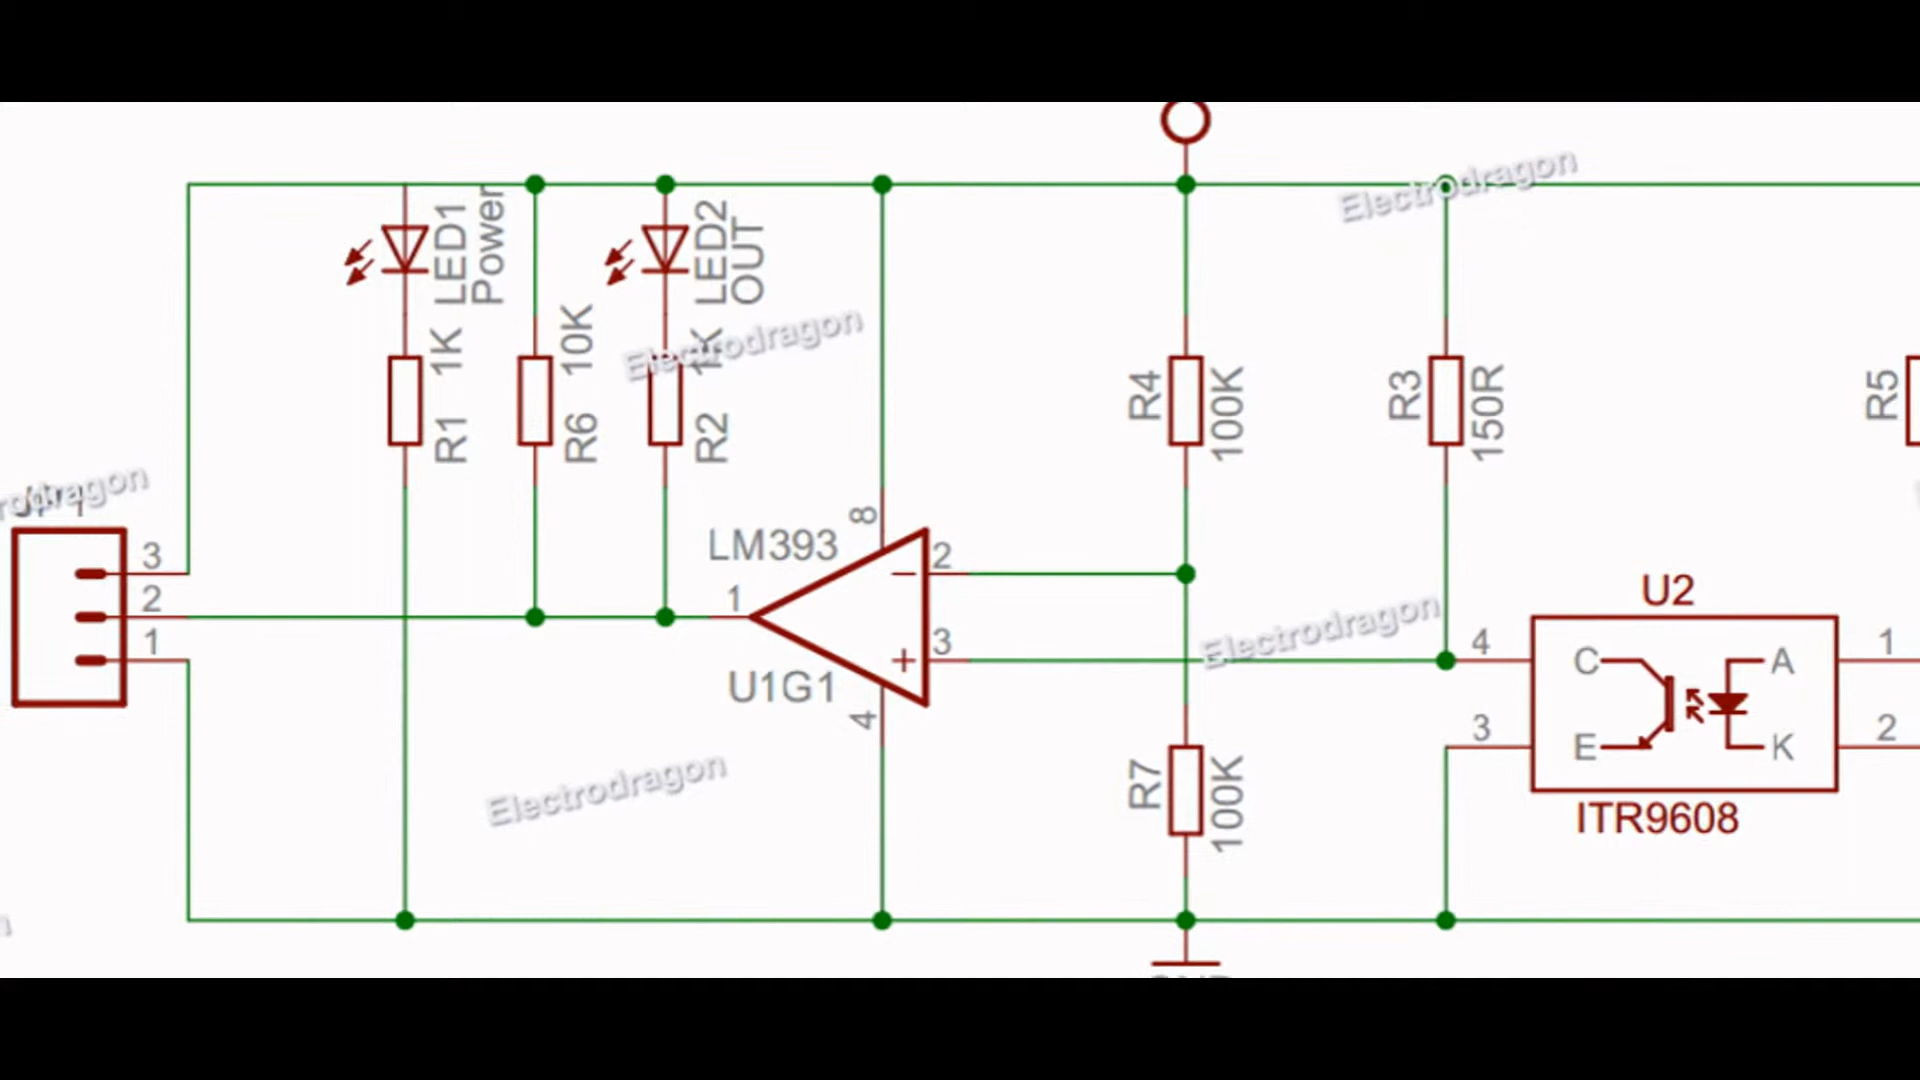 Electrodragon
LED1
Power
LED2
OUT
1K
10K
Electrodragon
R1
R6
R2
R4
100K
R3
150R
R5
3
2
1
LM393
8
2
1
3
4
U1G1
Electrodragon
U2
4
C
A
1
3
E
K
2
ITR9608
R7
100K
Electrodragon